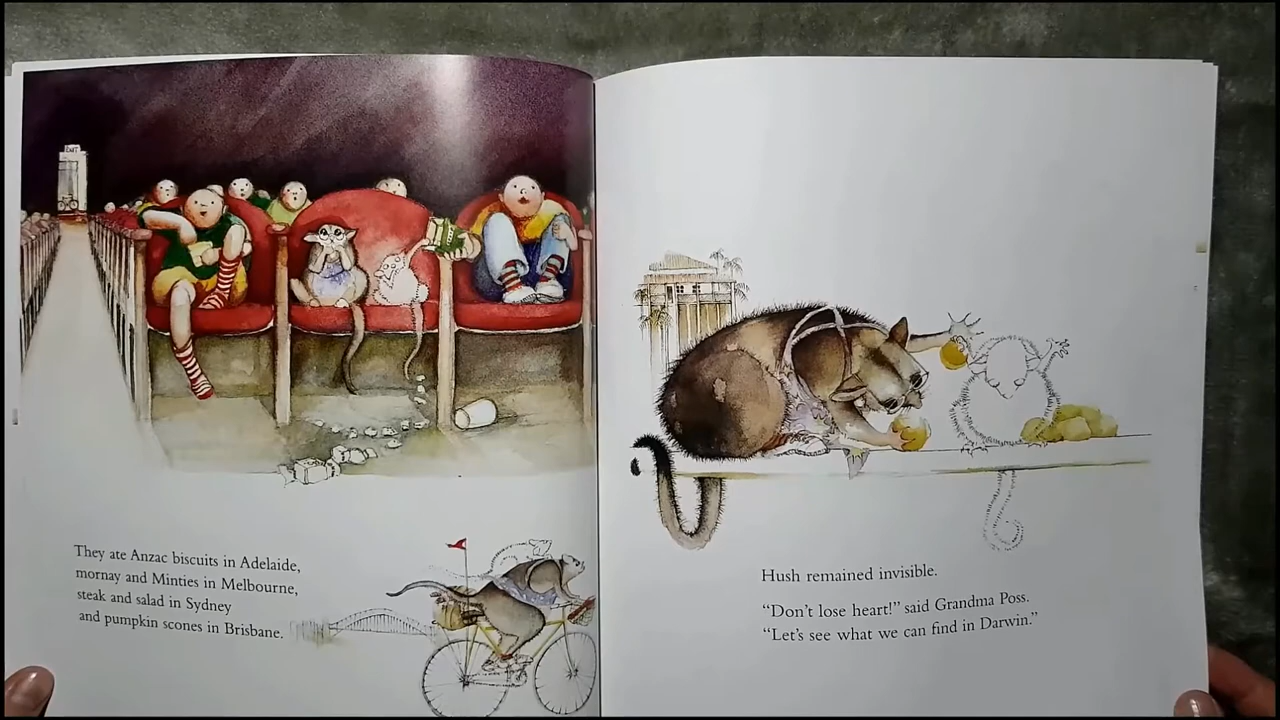 EXIT
They ate Anzac biscuits in Adelaide,
mornay and Minties in Melbourne,
steak and salad in Sydney
and pumpkin scones in Brisbane.
Hush remained invisible.
“Don’t lose heart!” said Grandma Poss.
“Let’s see what we can find in Darwin.”